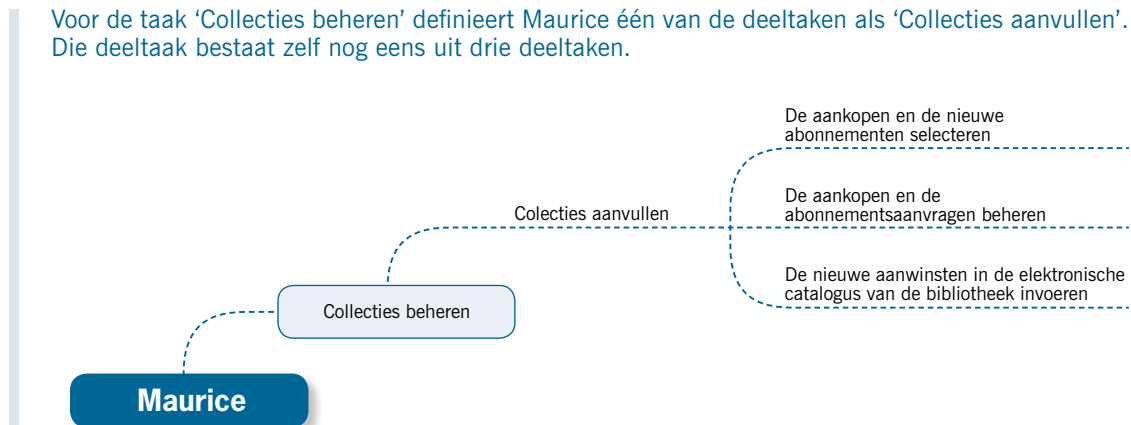 Voor de taak ‘Collecties beheren’ definieert Maurice één van de deeltaken als ‘Collecties aanvullen’.
Die deeltaak bestaat zelf nog eens uit drie deeltaken.
De aankopen en de nieuwe
abonnementen selecteren
De aankopen en de
abonnementsaanvragen beheren
Colecties aanvullen
De nieuwe aanwinsten in de elektronische
catalogus van de bibliotheek invoeren
Collecties beheren
Maurice